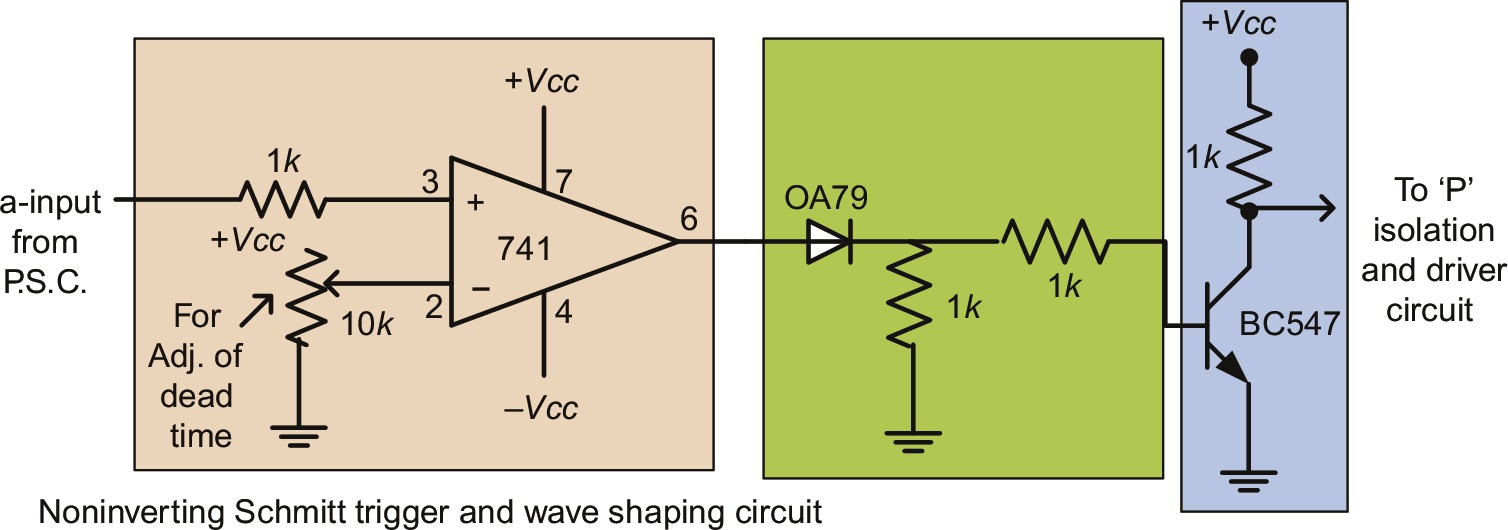 a-input
from
P.S.C.
1k
+Vcc
For
Adj. of
dead
time
10k
3
+
2
–
741
+Vcc
7
4
–Vcc
6
OA79
1k
1k
+Vcc
1k
BC547
To ‘P’
isolation
and driver
circuit
Noninverting Schmitt trigger and wave shaping circuit